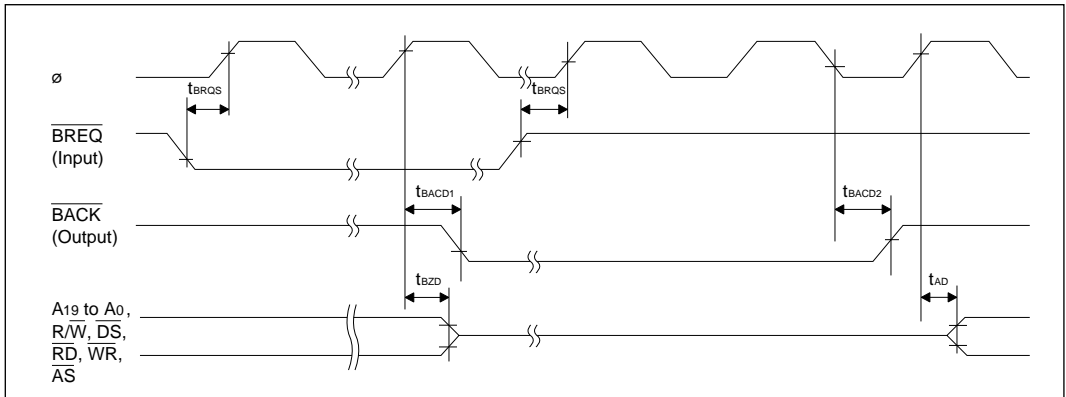 ø
tBRQS
tBRQS
BREQ
(Input)
tBACD1
tBACD2
BACK
(Output)
tBZD
tAD
A19 to A0,
R/W, DS,
RD, WR,
AS